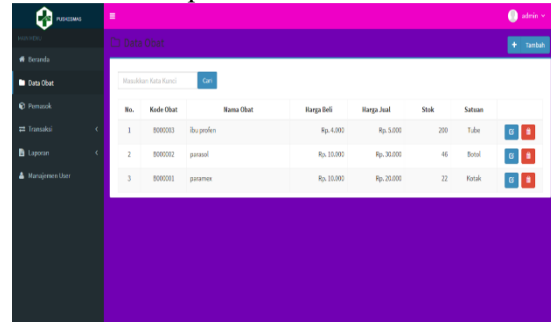 PUSKESMAS
admin
Data Obat
+ Tambah
Beranda
Data Obat
Pemasok
Transaksi
Laporan
Manajemen User
Masukkan Kata Kunci
Cari
No. Kode Obat Nama Obat Harga Beli Harga Jual Stok Satuan
1 B000003 ibu profen Rp. 4.000 Rp. 5.000 200 Tube
2 B000002 parasol Rp. 10.000 Rp. 30.000 46 Botol
3 B000001 paramex Rp. 10.000 Rp. 20.000 22 Kotak